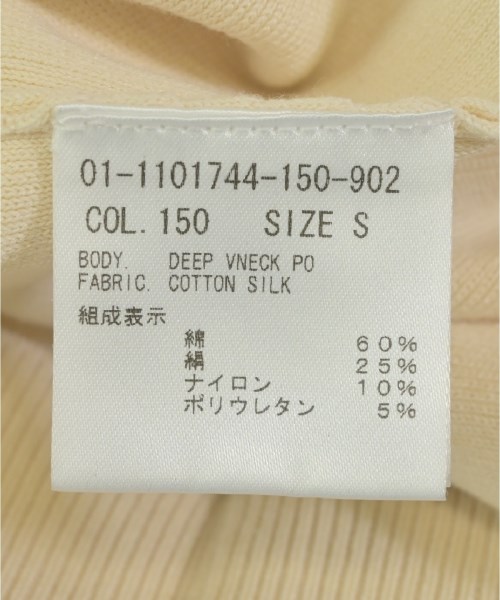 01-1101744-150-902
COL. 150 SIZE S
BODY. DEEP VNECK PO
FABRIC. COTTON SILK
組成表示
綿 60%
絹 25%
ナイロン 10%
ポリウレタン 5%